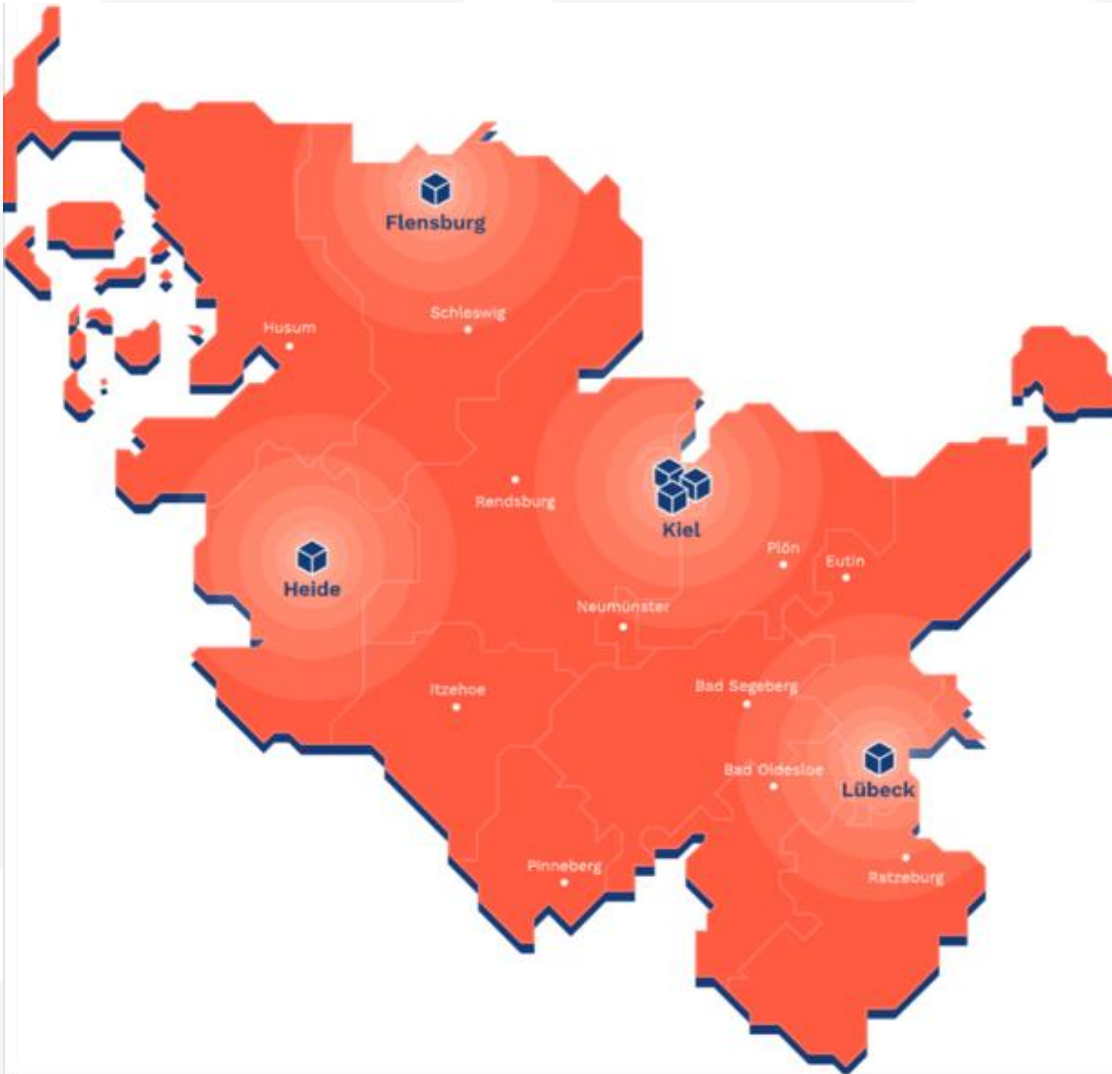 Flensburg
Schleswig
Husum
Rendsburg
Kiel
Plön
Eutin
Heide
Neumünster
Itzehoe
Bad Segeberg
Bad Oldesloe
Lübeck
Pinneberg
Ratzeburg